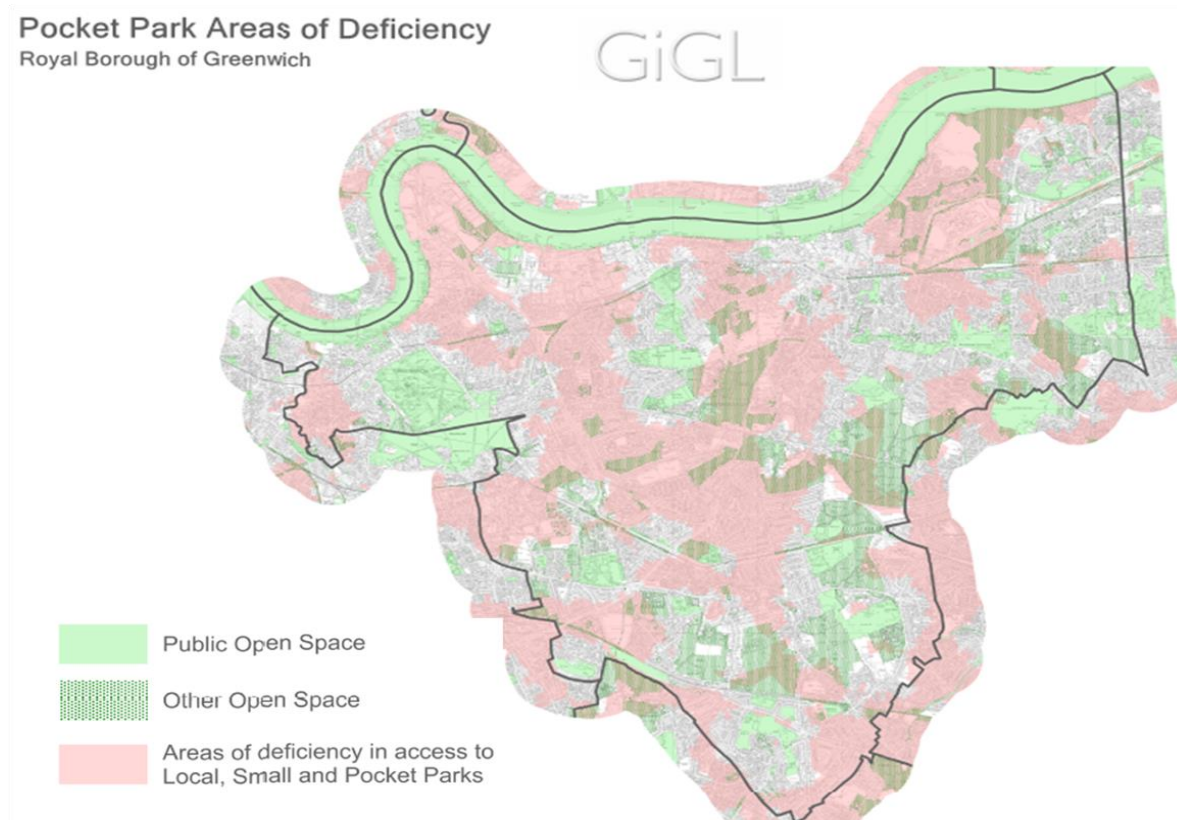 Pocket Park Areas of Deficiency
Royal Borough of Greenwich
GiGL
Public Open Space
Other Open Space
Areas of deficiency in access to
Local, Small and Pocket Parks